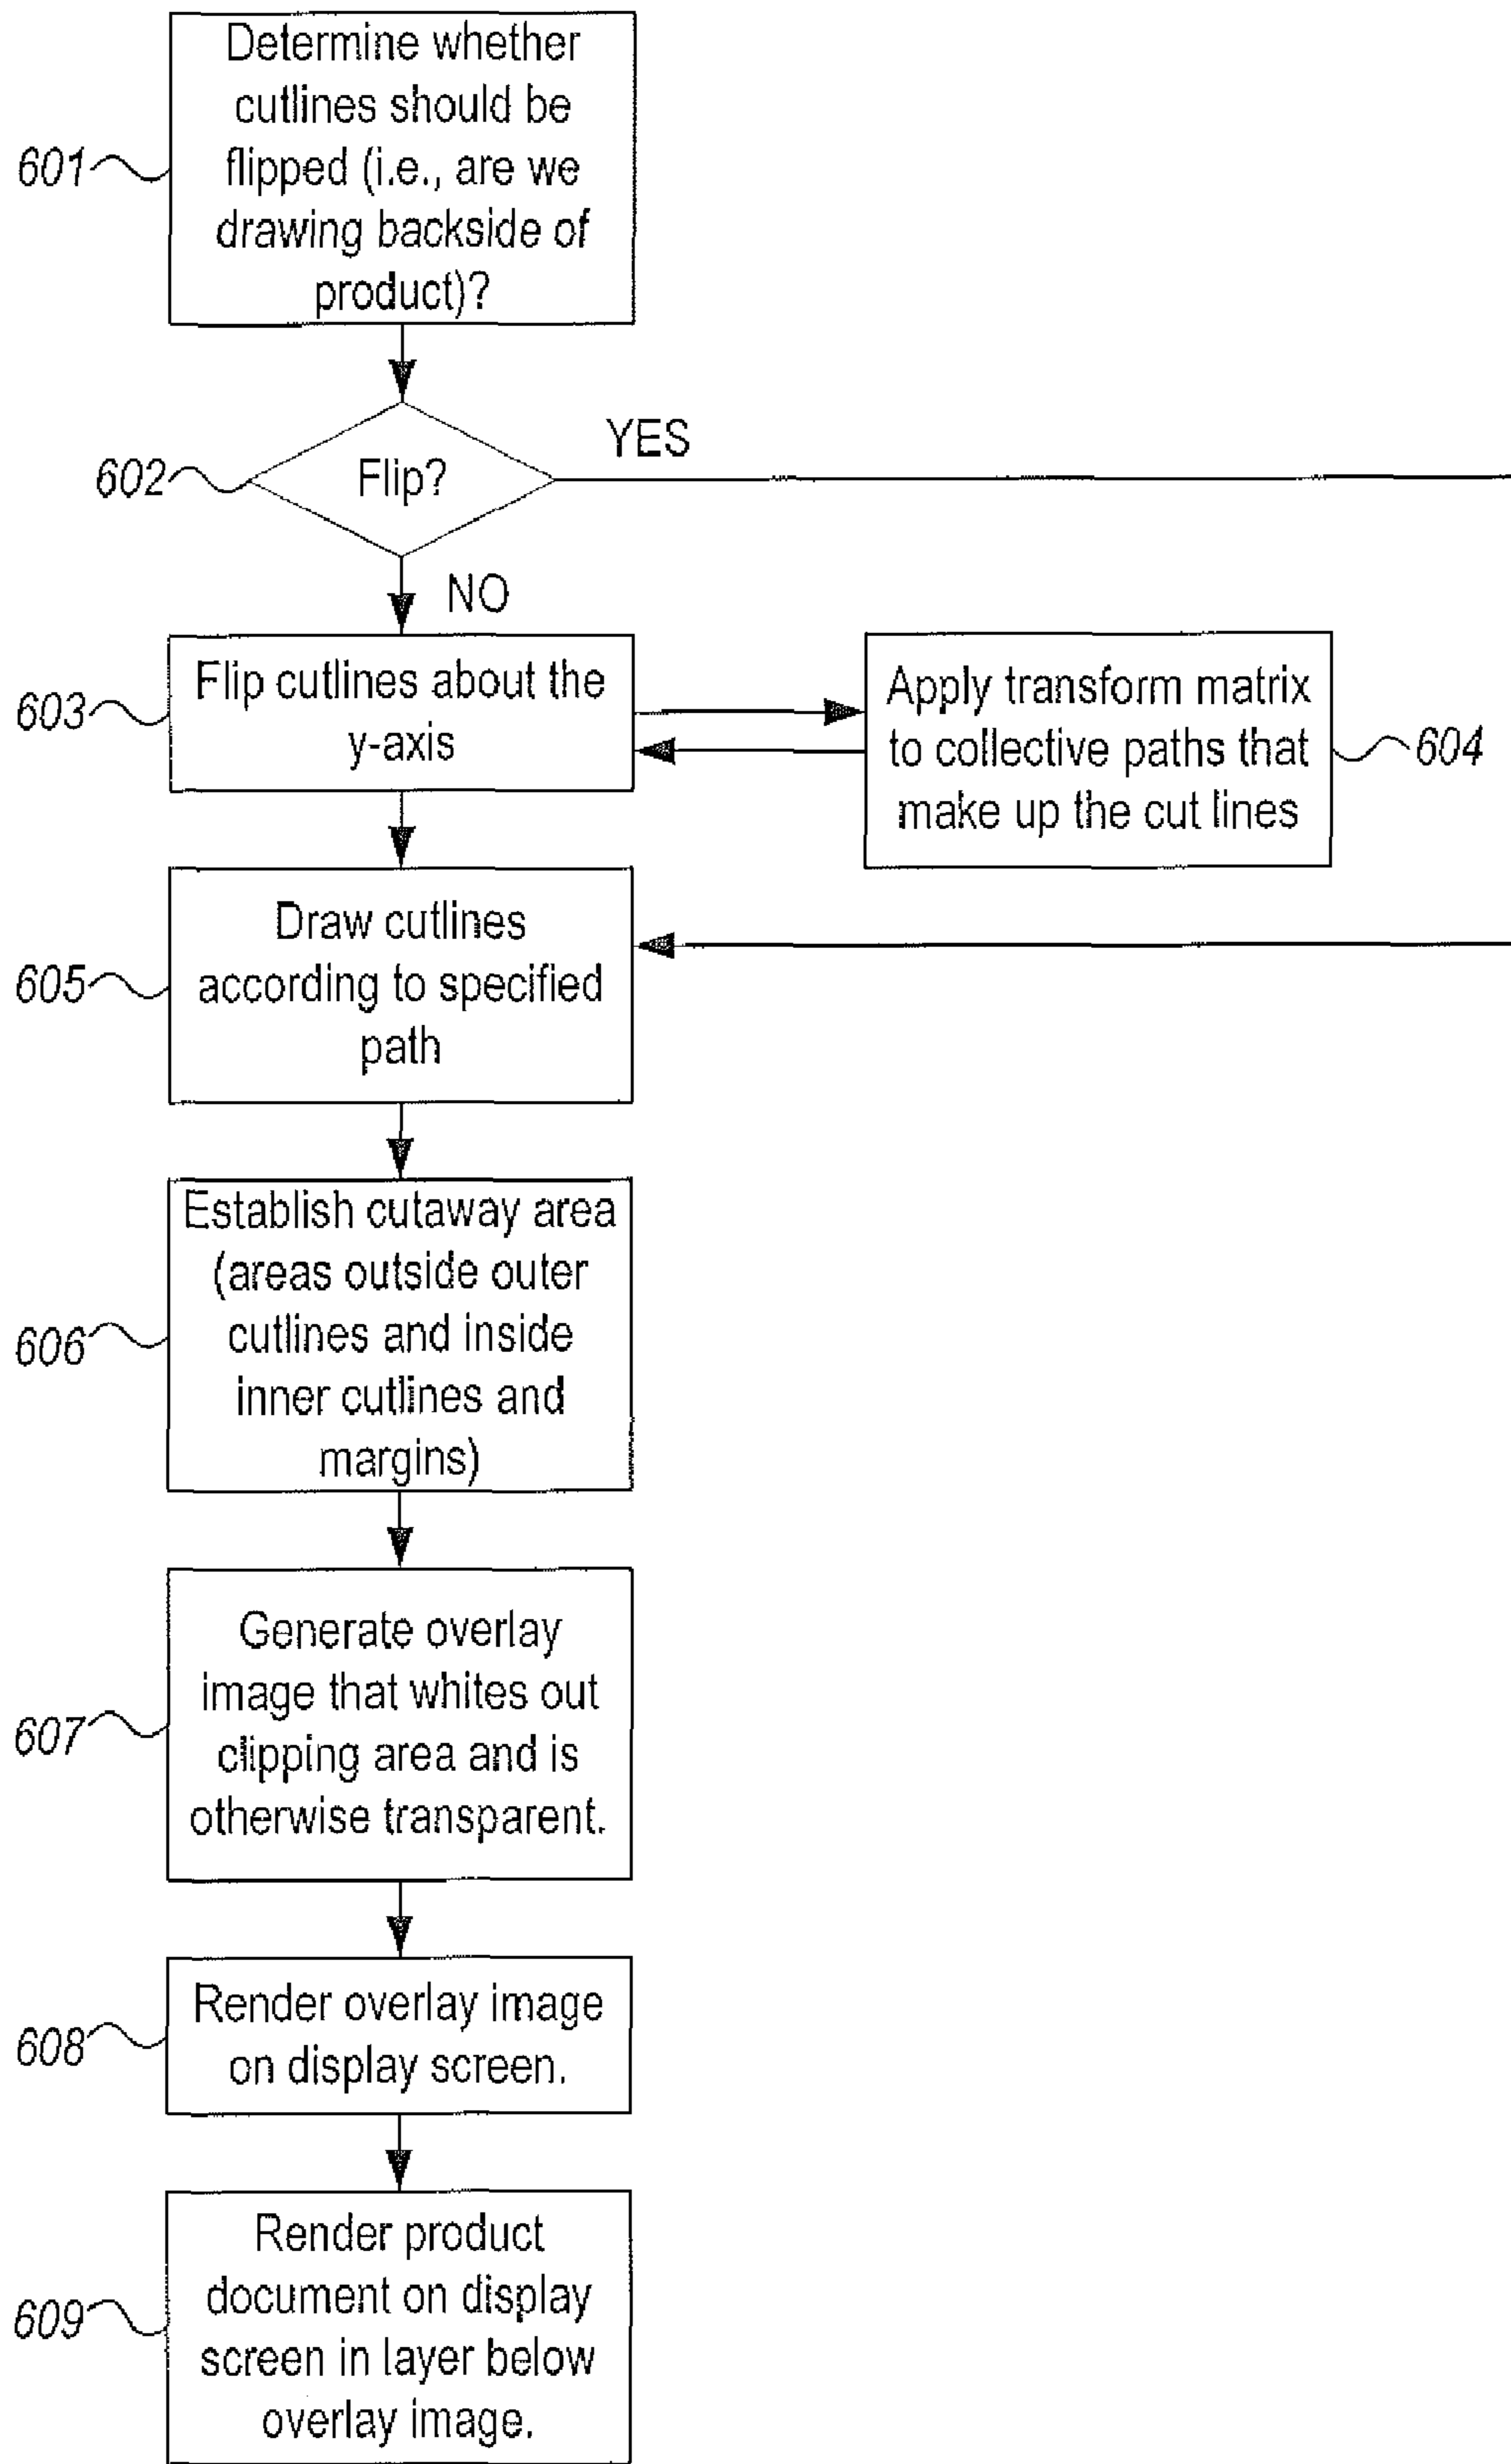 Determine whether
cutlines should be
flipped (i.e., are we
drawing backside of
product)?
601
602
Flip?
YES
NO
603
Flip cutlines about the
y-axis
Apply transform matrix
to collective paths that
make up the cut lines
604
605
Draw cutlines
according to specified
path
606
Establish cutaway area
(areas outside outer
cutlines and inside
inner cutlines and
margins)
607
Generate overlay
image that whites out
clipping area and is
otherwise transparent.
608
Render overlay image
on display screen.
609
Render product
document on display
screen in layer below
overlay image.